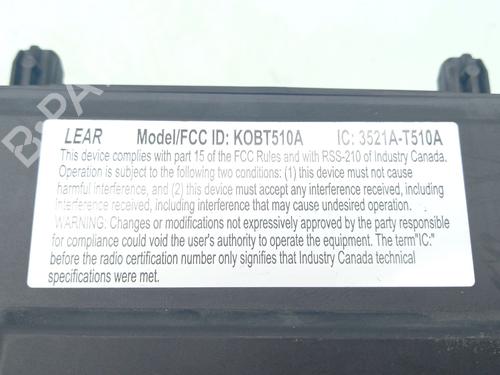 LEAR Model/FCC ID: KOBT510A IC: 3521A-T510A
This device complies with part 15 of the FCC Rules and with RSS-210 of Industry Canada.
Operation is subject to the following two conditions: (1) this device must not cause
harmful interference, and (2) this device must accept any interference received, including
interference received, including interference that may cause undesired operation.
WARNING: Changes or modifications not expressively approved by the party responsible
for compliance could void the user's authority to operate the equipment. The term"IC:"
before the radio certification number only signifies that Industry Canada technical
specifications were met.